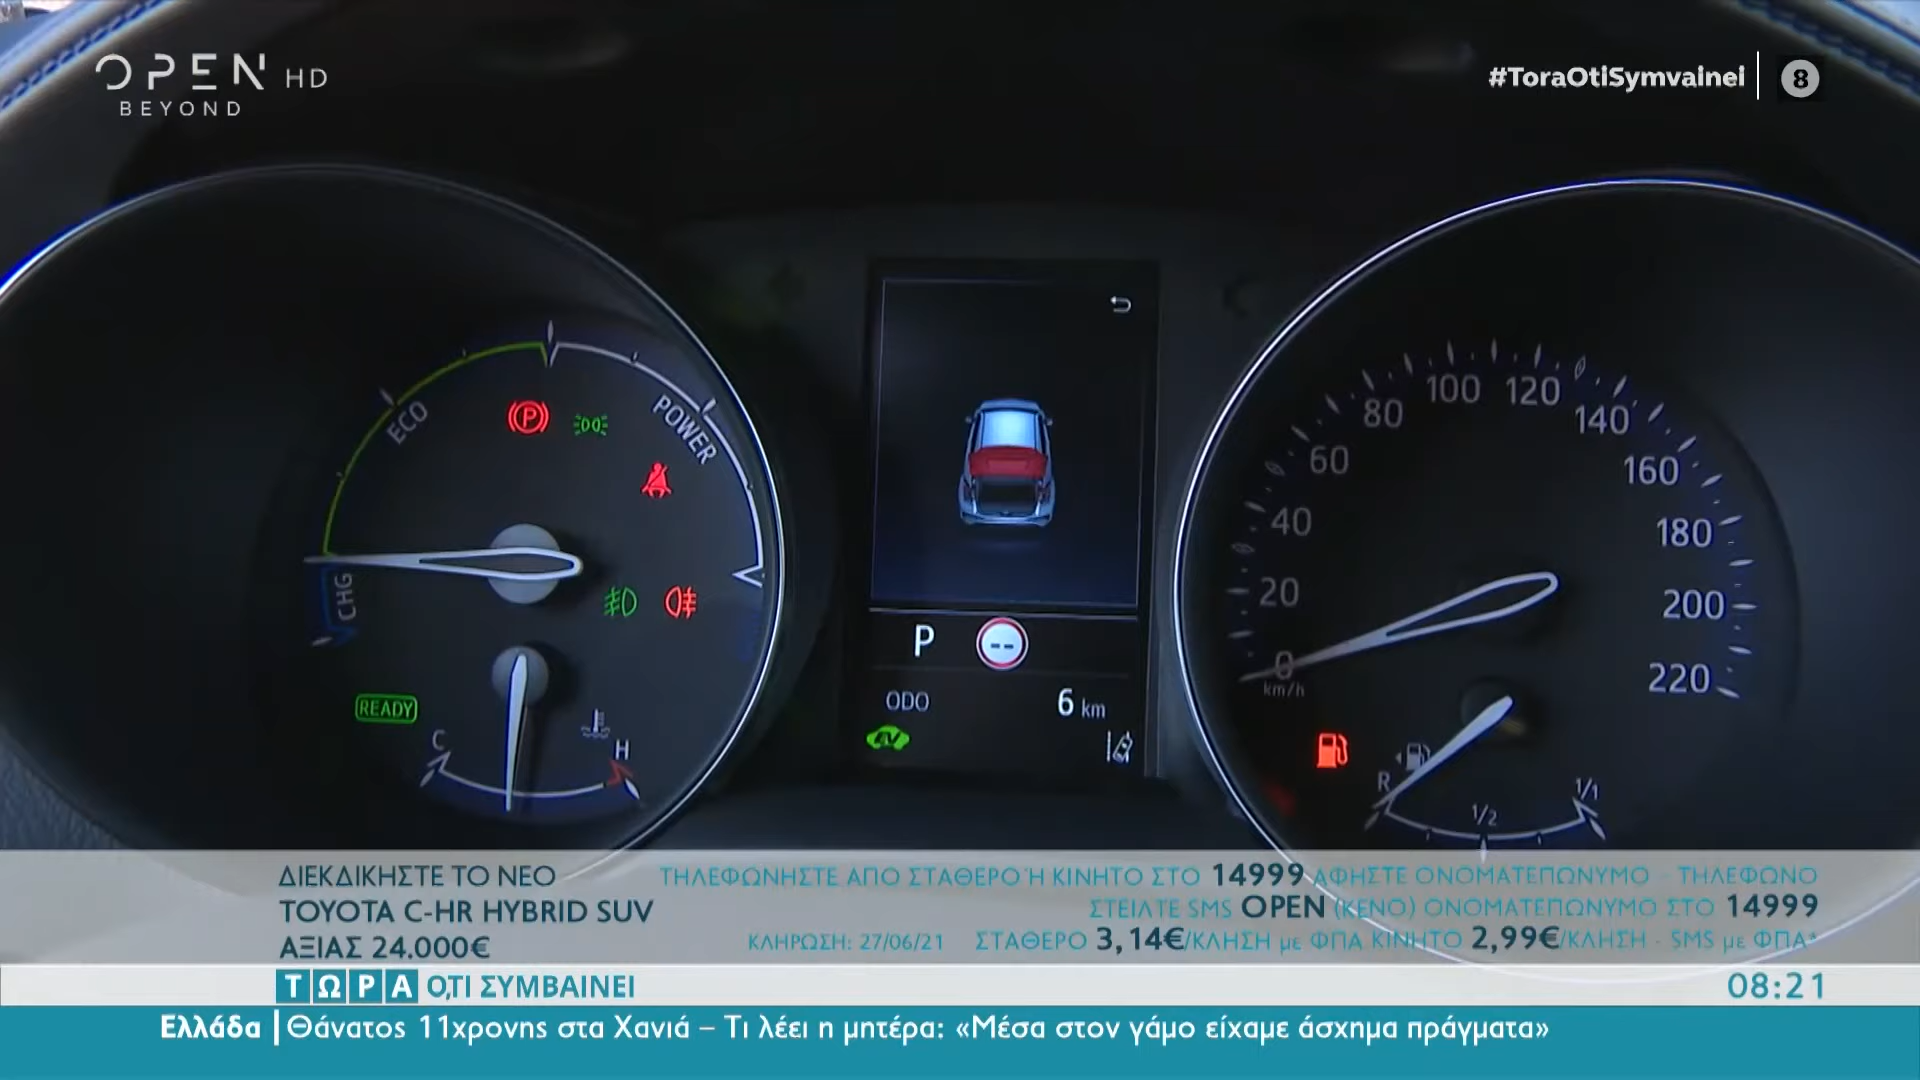 OPEN HD
BEYOND
#ToraOtiSymvainei
8
ECO
POWER
CHG
READY
C
H
P
--
ODO
6 km
EV
0
20
40
60
80
100
120
140
160
180
200
220
km/h
R
1/2
1/1
ΔΙΕΚΔΙΚΗΣΤΕ ΤΟ ΝΕΟ
TOYOTA C-HR HYBRID SUV
ΑΞΙΑΣ 24.000€
ΤΗΛΕΦΩΝΗΣΤΕ ΑΠΟ ΣΤΑΘΕΡΟ Ή ΚΙΝΗΤΟ ΣΤΟ 14999 ΑΦΗΣΤΕ ΟΝΟΜΑΤΕΠΩΝΥΜΟ - ΤΗΛΕΦΩΝΟ
ΣΤΕΙΛΤΕ SMS OPEN (ΚΕΝΟ) ΟΝΟΜΑΤΕΠΩΝΥΜΟ ΣΤΟ 14999
ΚΛΗΡΩΣΗ: 27/06/21 ΣΤΑΘΕΡΟ 3,14€/ΚΛΗΣΗ με ΦΠΑ ΚΙΝΗΤΟ 2,99€/ΚΛΗΣΗ - SMS με ΦΠΑ*
ΤΩΡΑ Ο,ΤΙ ΣΥΜΒΑΙΝΕΙ
08:21
Ελλάδα | Θάνατος 11χρονης στα Χανιά – Τι λέει η μητέρα: «Μέσα στον γάμο είχαμε άσχημα πράγματα»